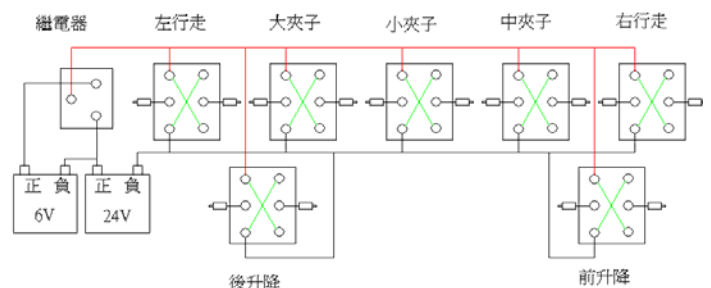 繼電器 左行走 大夾子 小夾子 中夾子 右行走
正 負 正 負
6V 24V
後升降 前升降